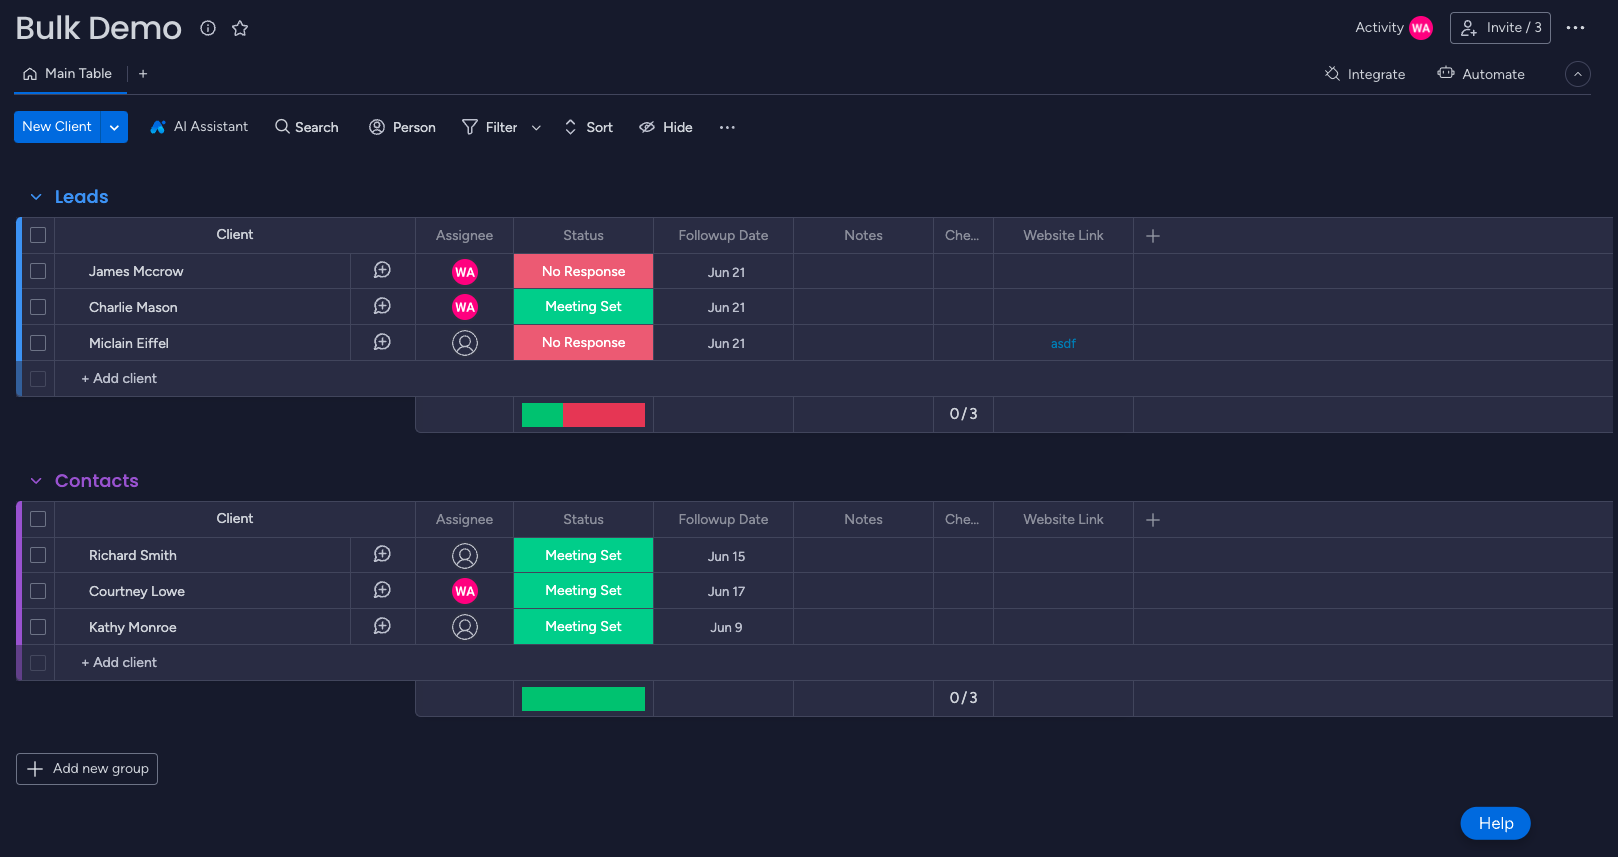 Bulk Demo
Activity WA Invite / 3
Main Table +
Integrate Automate
New Client AI Assistant Search Person Filter Sort Hide
Leads
Client Assignee Status Followup Date Notes Che... Website Link
James Mccrow WA No Response Jun 21
Charlie Mason WA Meeting Set Jun 21
Miclain Eiffel No Response Jun 21 asdf
+ Add client
0 / 3
Contacts
Client Assignee Status Followup Date Notes Che... Website Link
Richard Smith Meeting Set Jun 15
Courtney Lowe WA Meeting Set Jun 17
Kathy Monroe Meeting Set Jun 9
+ Add client
0 / 3
Add new group
Help